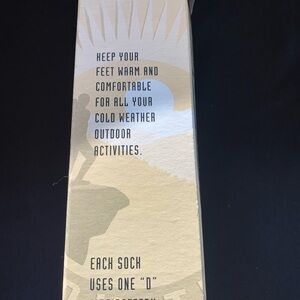 KEEP YOUR
FEET WARM AND
COMFORTABLE
FOR ALL YOUR
COLD WEATHER
OUTDOOR
ACTIVITIES.
EACH SOCK
USES ONE "D"